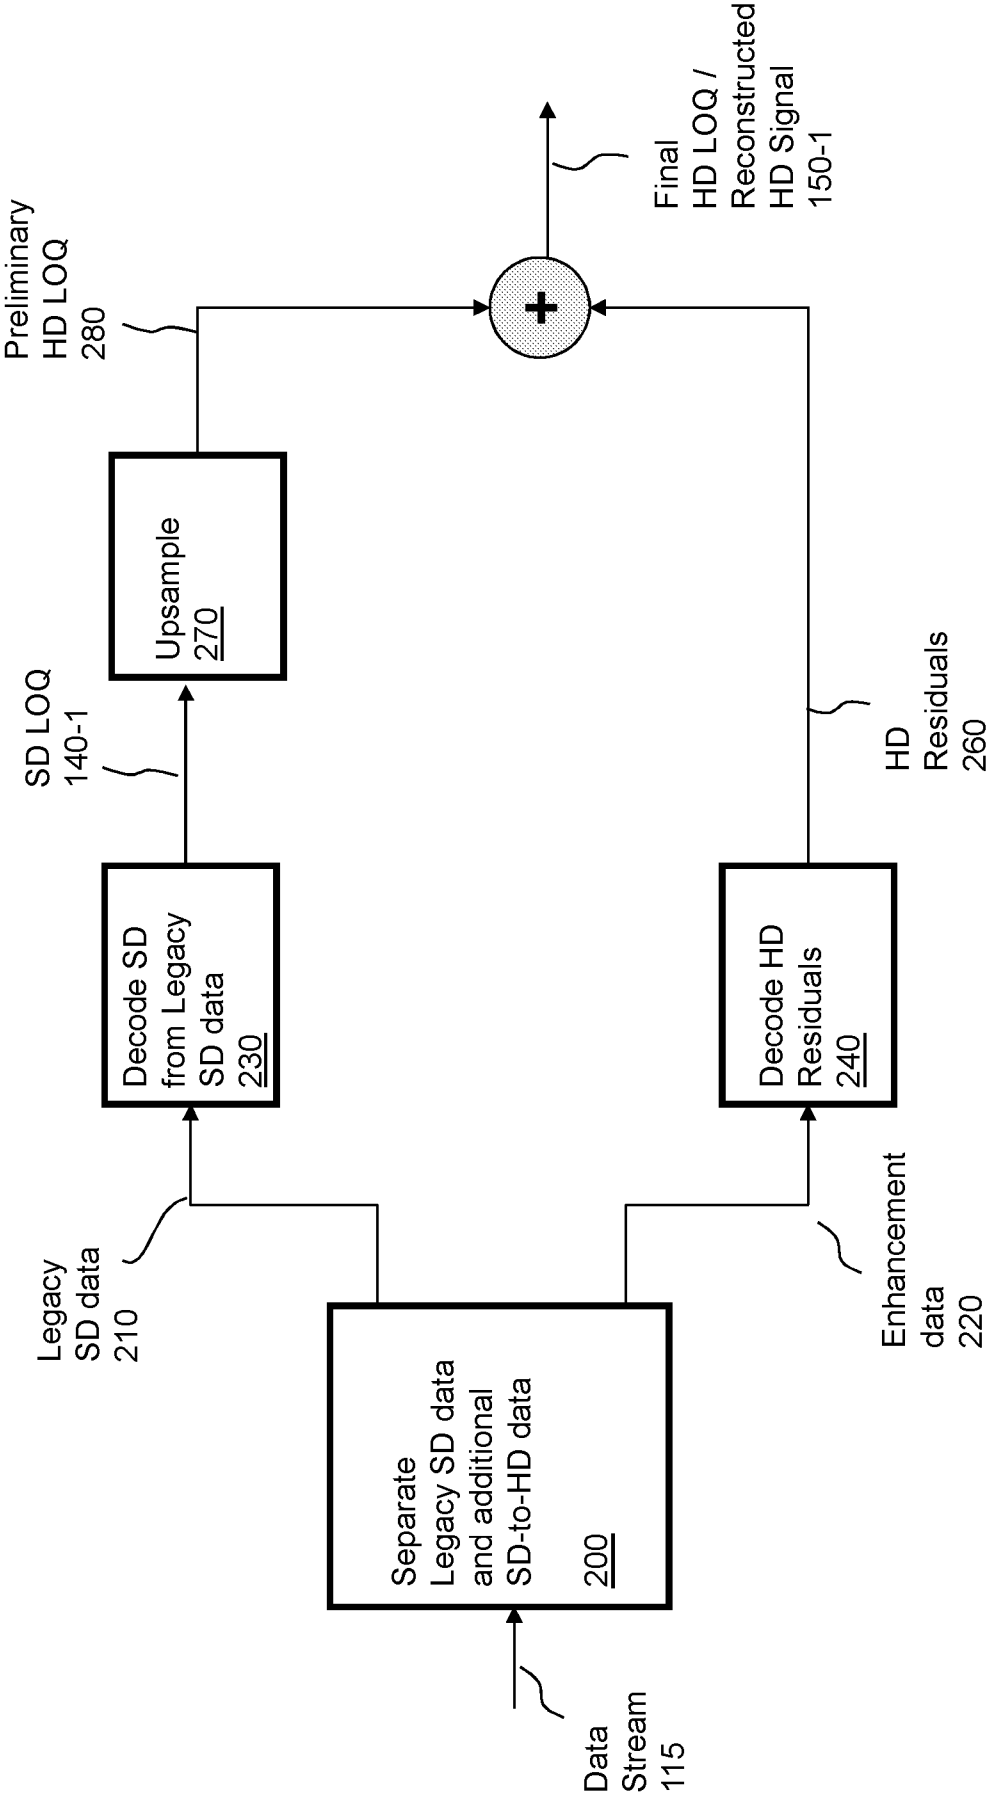 Data
Stream
115
Separate
Legacy SD data
and additional
SD-to-HD data
200
Legacy
SD data
210
Enhancement
data
220
Decode SD
from Legacy
SD data
230
Decode HD
Residuals
240
SD LOQ
140-1
HD
Residuals
260
Upsample
270
Preliminary
HD LOQ
280
+
Final
HD LOQ /
Reconstructed
HD Signal
150-1